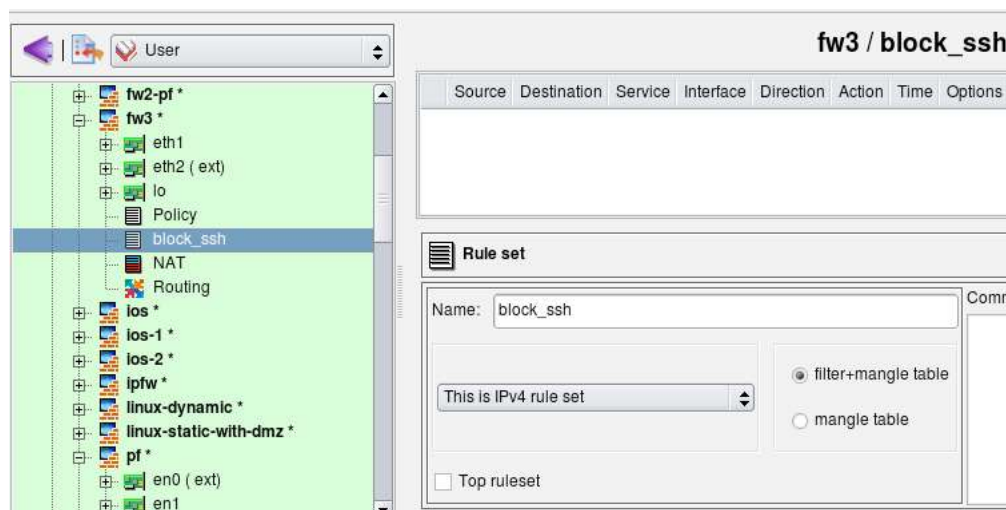 User
fw3 / block_ssh
Source Destination Service Interface Direction Action Time Options
fw2-pf *
fw3 *
eth1
eth2 ( ext)
lo
Policy
block_ssh
NAT
Routing
ios *
ios-1 *
ios-2 *
ipfw *
linux-dynamic *
linux-static-with-dmz *
pf *
en0 ( ext)
en1
Rule set
Name: block_ssh
Comm
This is IPv4 rule set
filter+mangle table
mangle table
Top ruleset